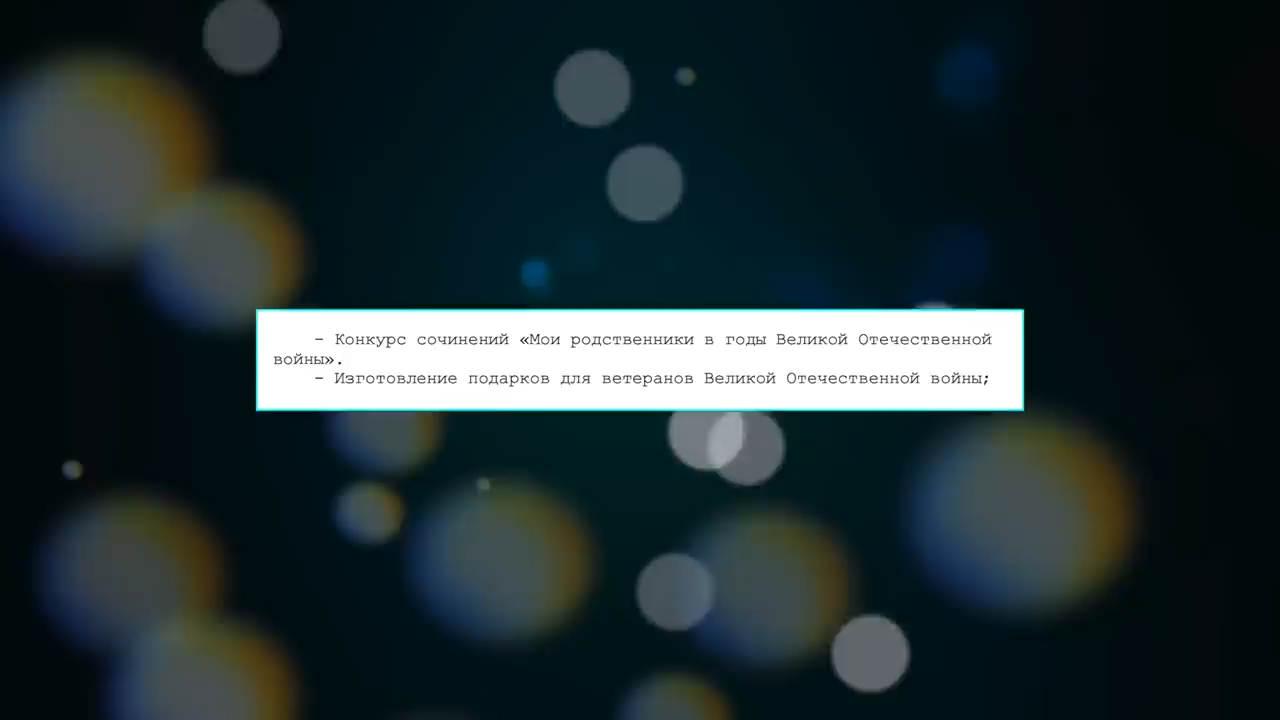 - Конкурс сочинений «Мои родственники в годы Великой Отечественной
войны».
- Изготовление подарков для ветеранов Великой Отечественной войны;